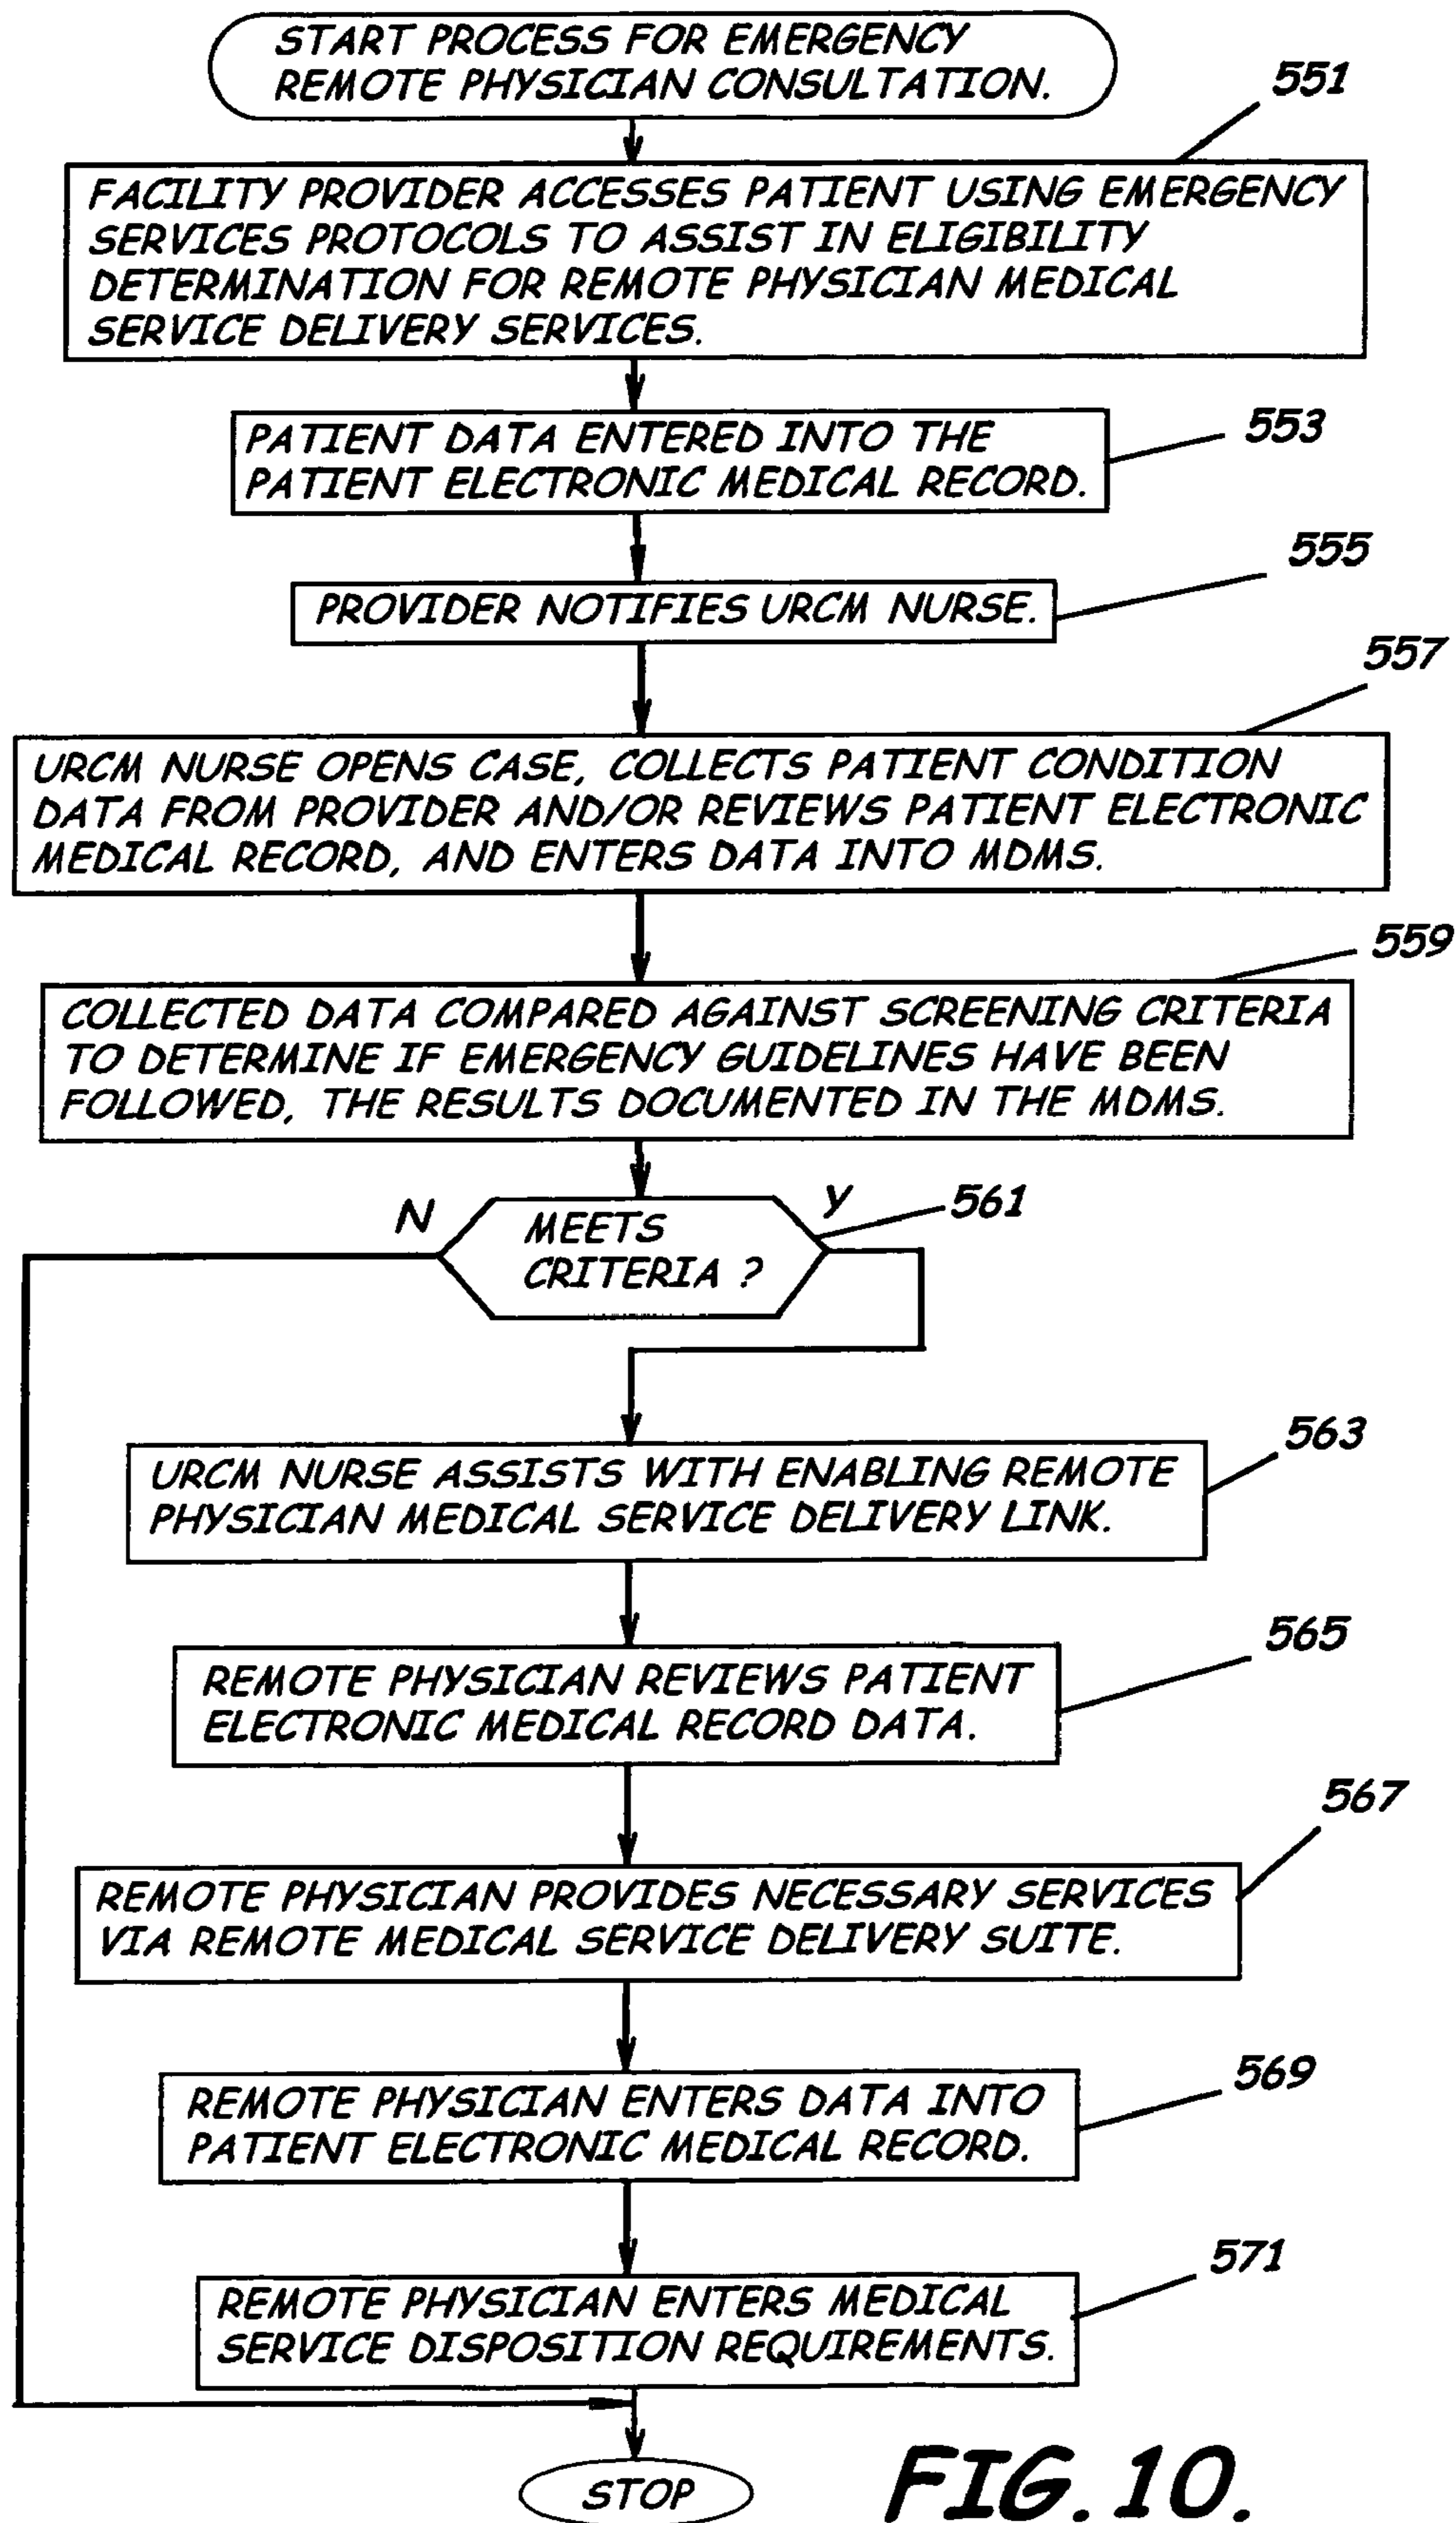 START PROCESS FOR EMERGENCY
REMOTE PHYSICIAN CONSULTATION.
551
FACILITY PROVIDER ACCESSES PATIENT USING EMERGENCY
SERVICES PROTOCOLS TO ASSIST IN ELIGIBILITY
DETERMINATION FOR REMOTE PHYSICIAN MEDICAL
SERVICE DELIVERY SERVICES.
553
PATIENT DATA ENTERED INTO THE
PATIENT ELECTRONIC MEDICAL RECORD.
555
PROVIDER NOTIFIES URCM NURSE.
557
URCM NURSE OPENS CASE, COLLECTS PATIENT CONDITION
DATA FROM PROVIDER AND/OR REVIEWS PATIENT ELECTRONIC
MEDICAL RECORD, AND ENTERS DATA INTO MDMS.
559
COLLECTED DATA COMPARED AGAINST SCREENING CRITERIA
TO DETERMINE IF EMERGENCY GUIDELINES HAVE BEEN
FOLLOWED, THE RESULTS DOCUMENTED IN THE MDMS.
N
Y
561
MEETS
CRITERIA ?
563
URCM NURSE ASSISTS WITH ENABLING REMOTE
PHYSICIAN MEDICAL SERVICE DELIVERY LINK.
565
REMOTE PHYSICIAN REVIEWS PATIENT
ELECTRONIC MEDICAL RECORD DATA.
567
REMOTE PHYSICIAN PROVIDES NECESSARY SERVICES
VIA REMOTE MEDICAL SERVICE DELIVERY SUITE.
569
REMOTE PHYSICIAN ENTERS DATA INTO
PATIENT ELECTRONIC MEDICAL RECORD.
571
REMOTE PHYSICIAN ENTERS MEDICAL
SERVICE DISPOSITION REQUIREMENTS.
STOP
FIG. 10.